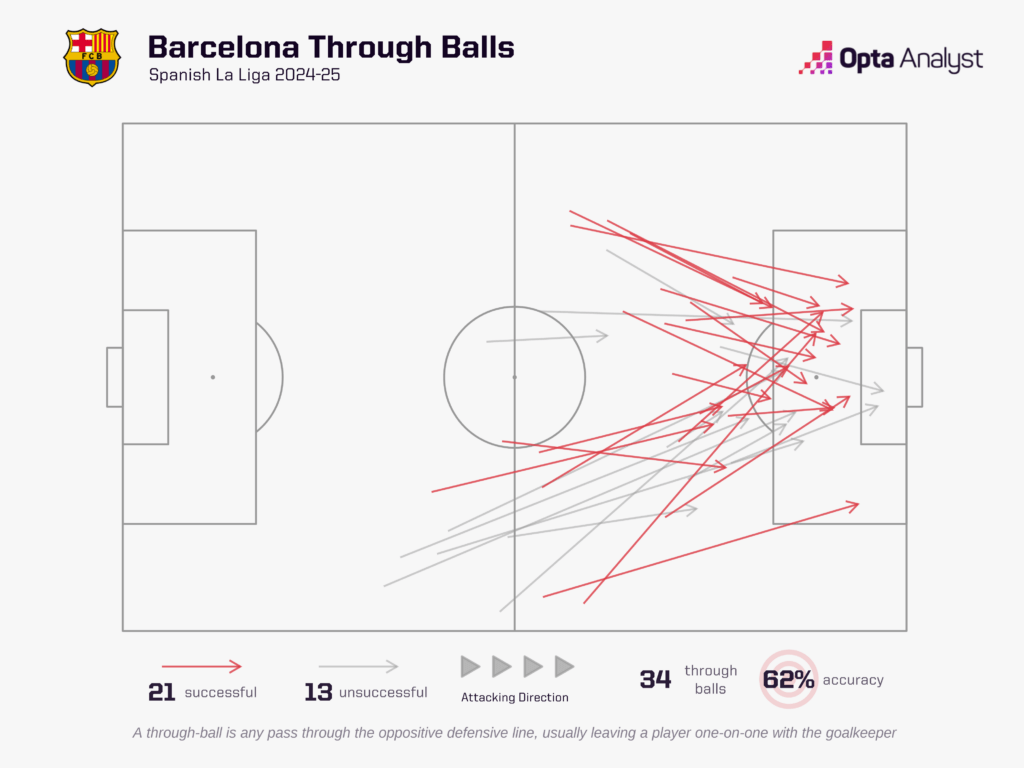 Barcelona Through Balls
Spanish La Liga 2024-25
FCB
Opta Analyst
21 successful
13 unsuccessful
Attacking Direction
34 through
balls
62% accuracy
A through-ball is any pass through the oppositive defensive line, usually leaving a player one-on-one with the goalkeeper